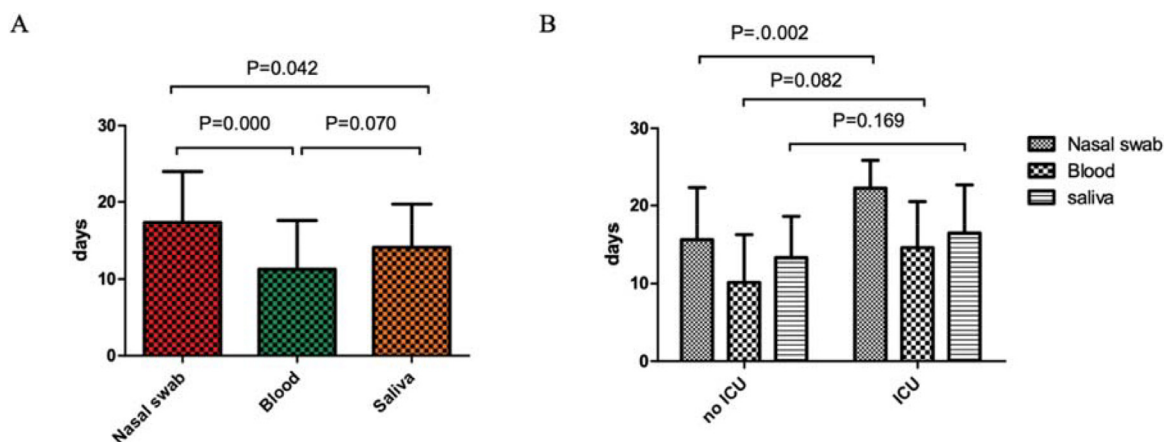 A
P=0.042
P=0.000
P=0.070
30
20
10
0
days
Nasal swab
Blood
Saliva
B
P=.0.002
P=0.082
P=0.169
30
20
10
0
days
no ICU
ICU
Nasal swab
Blood
saliva